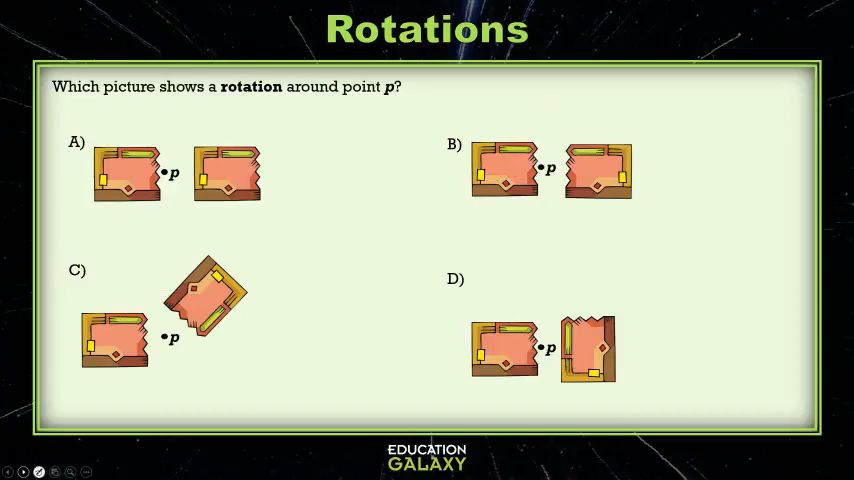 Rotations
Which picture shows a rotation around point p?
A)
p
B)
p
C)
p
D)
p
EDUCATION
GALAXY